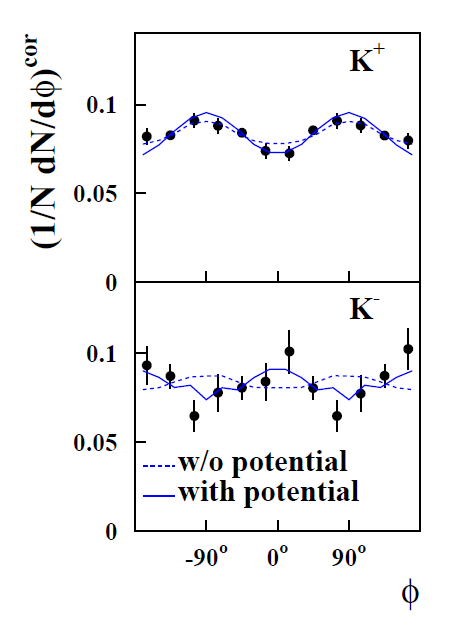 (1/N dN/dϕ)^cor
K⁺
0.1
0.05
0
K⁻
0.1
0.05
w/o potential
with potential
0
-90° 0° 90°
ϕ